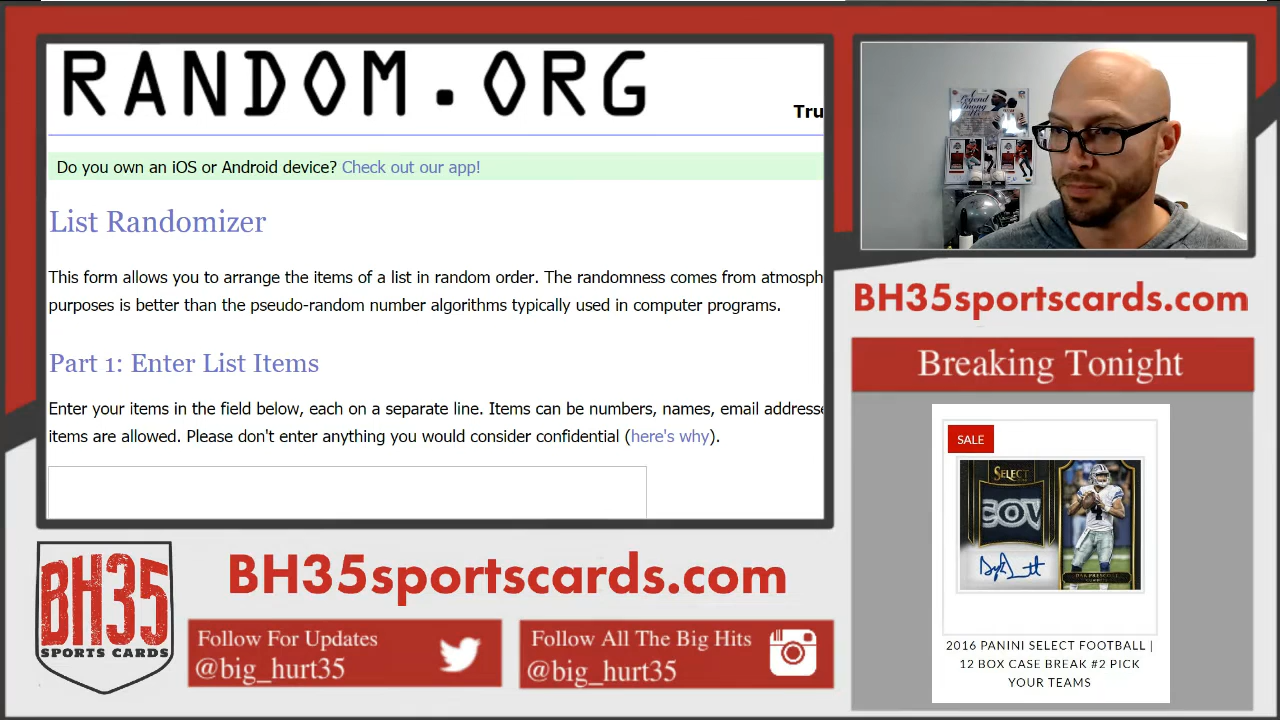 RANDOM.ORG
Tru
Do you own an iOS or Android device? Check out our app!
List Randomizer
This form allows you to arrange the items of a list in random order. The randomness comes from atmosph
purposes is better than the pseudo-random number algorithms typically used in computer programs.
Part 1: Enter List Items
Enter your items in the field below, each on a separate line. Items can be numbers, names, email addresse
items are allowed. Please don't enter anything you would consider confidential (here's why).
BH35sportscards.com
Breaking Tonight
SALE
SELECT
COW
DAK PRESCOTT
2016 PANINI SELECT FOOTBALL |
12 BOX CASE BREAK #2 PICK
YOUR TEAMS
BH35
SPORTS CARDS
BH35sportscards.com
Follow For Updates
@big_hurt35
Follow All The Big Hits
@big_hurt35